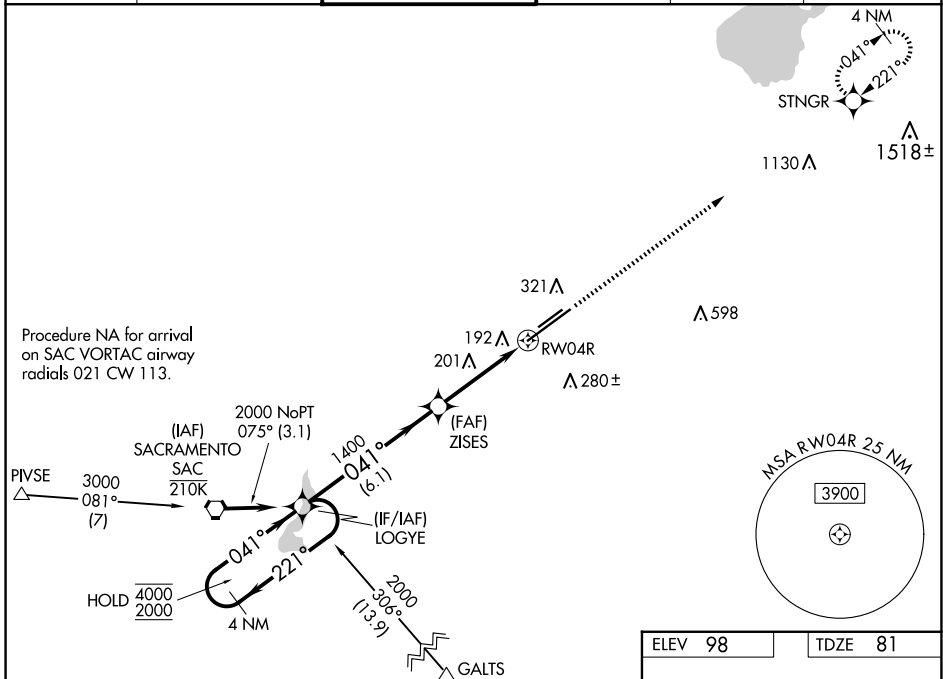 4 NM
041°
221°
STNGR
1518±
1130
321
598
192
RW04R
201
280±
Procedure NA for arrival
on SAC VORTAC airway
radials 021 CW 113.
(FAF)
ZISES
2000 NoPT
075° (3.1)
(IAF)
SACRAMENTO
SAC
210K
1400
041°
(6.1)
MSA RW04R 25 NM
3900
PIVSE
3000
081°
(7)
(IF/IAF)
LOGYE
041°
221°
HOLD 4000
2000
4 NM
2000
306°
(13.9)
GALTS
ELEV 98
TDZE 81